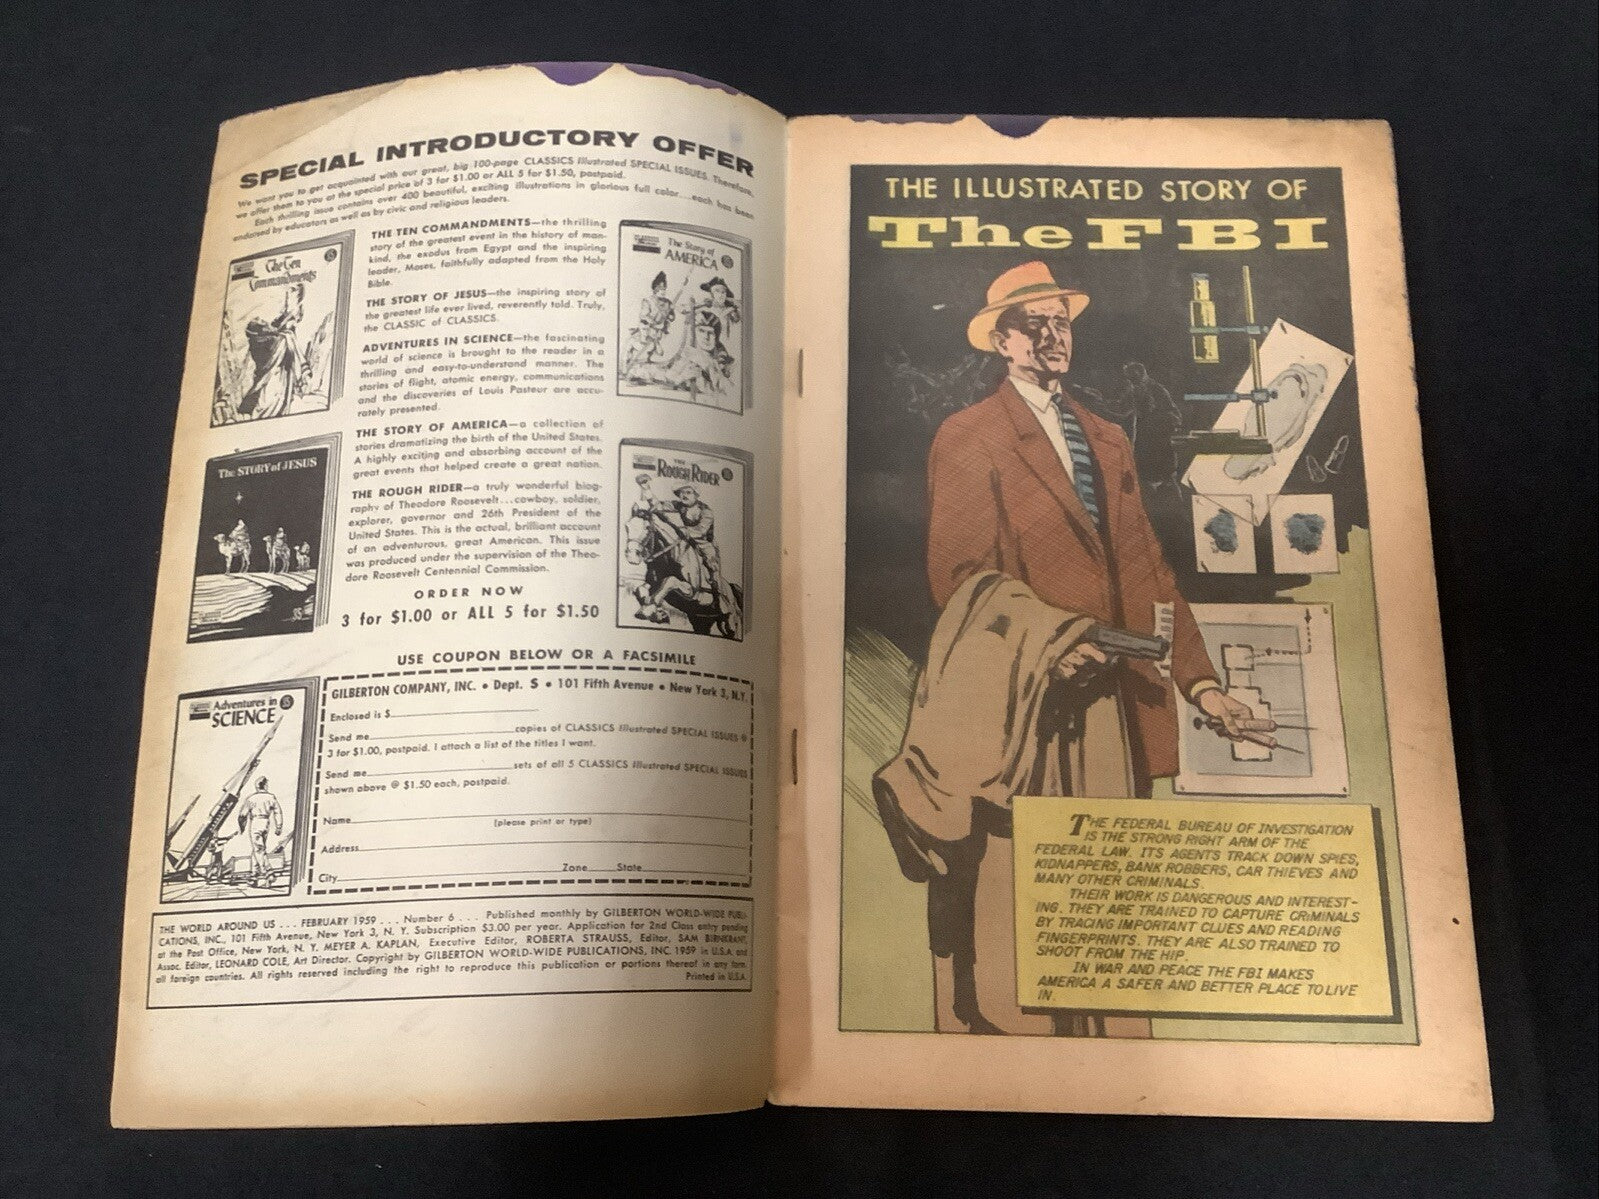 SPECIAL INTRODUCTORY OFFER
We want you to get acquainted with our great, big 100-page CLASSICS Illustrated SPECIAL ISSUES. Therefore,
we offer them to you at the special price of 3 for $1.00 or ALL 5 for $1.50, postpaid.
Each thrilling issue contains over 400 beautiful, exciting illustrations in glorious full color...each has been
endorsed by educators as well as by civic and religious leaders.
THE TEN COMMANDMENTS—the thrilling
story of the greatest event in the history of man-
kind, the exodus from Egypt and the inspiring
leader, Moses, faithfully adapted from the Holy
Bible.
THE STORY OF JESUS—the inspiring story of
the greatest life ever lived, reverently told. Truly,
the CLASSIC of CLASSICS.
ADVENTURES IN SCIENCE—the fascinating
world of science is brought to the reader in a
thrilling and easy-to-understand manner. The
stories of flight, atomic energy, communications
and the discoveries of Louis Pasteur are accu-
rately presented.
THE STORY OF AMERICA—a collection of
stories dramatizing the birth of the United States.
A highly exciting and absorbing account of the
great events that helped create a great nation.
THE ROUGH RIDER—a truly wonderful biog-
raphy of Theodore Roosevelt...cowboy, soldier,
explorer, governor and 26th President of the
United States. This is the actual, brilliant account
of an adventurous, great American. This issue
was produced under the supervision of the Theo-
dore Roosevelt Centennial Commission.
ORDER NOW
3 for $1.00 or ALL 5 for $1.50
The Ten
Commandments
35
The STORY of JESUS
35
Adventures in
SCIENCE
35
The Story of
AMERICA
35
THE
ROUGH RIDER
35
USE COUPON BELOW OR A FACSIMILE
GILBERTON COMPANY, INC. • Dept. S • 101 Fifth Avenue • New York 3, N.Y.
Enclosed is $
Send me copies of CLASSICS Illustrated SPECIAL ISSUES @
3 for $1.00, postpaid. I attach a list of the titles I want.
Send me sets of all 5 CLASSICS Illustrated SPECIAL ISSUES
shown above @ $1.50 each, postpaid.
Name
(please print or type)
Address
City Zone State
THE WORLD AROUND US . . . FEBRUARY 1959 . . . Number 6 . . . Published monthly by GILBERTON WORLD-WIDE PUBLI-
CATIONS, INC., 101 Fifth Avenue, New York 3, N. Y. Subscription $3.00 per year. Application for 2nd Class entry pending
at the Post Office, New York, N. Y. MEYER A. KAPLAN, Executive Editor, ROBERTA STRAUSS, Editor, SAM BIRNKRANT,
Assoc. Editor, LEONARD COLE, Art Director. Copyright by GILBERTON WORLD-WIDE PUBLICATIONS, INC. 1959 in U.S.A. and
all foreign countries. All rights reserved including the right to reproduce this publication or portions thereof in any form.
Printed in U.S.A.
THE ILLUSTRATED STORY OF
The FBI
THE FEDERAL BUREAU OF INVESTIGATION
IS THE STRONG RIGHT ARM OF THE
FEDERAL LAW. ITS AGENTS TRACK DOWN SPIES,
KIDNAPPERS, BANK ROBBERS, CAR THIEVES AND
MANY OTHER CRIMINALS.
THEIR WORK IS DANGEROUS AND INTEREST-
ING. THEY ARE TRAINED TO CAPTURE CRIMINALS
BY TRACING IMPORTANT CLUES AND READING
FINGERPRINTS. THEY ARE ALSO TRAINED TO
SHOOT FROM THE HIP.
IN WAR AND PEACE THE FBI MAKES
AMERICA A SAFER AND BETTER PLACE TO LIVE
IN.